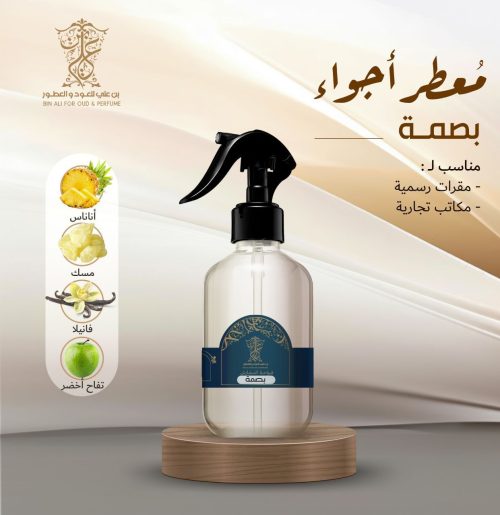 بن علي للعود و العطور
BIN ALI FOR OUD & PERFUME
مُعطر أجواء
بصمـة
مناسب لـ :
- مقرات رسمية
- مكاتب تجارية
أناناس
مسك
فانيلا
تفاح أخضر
بصمة